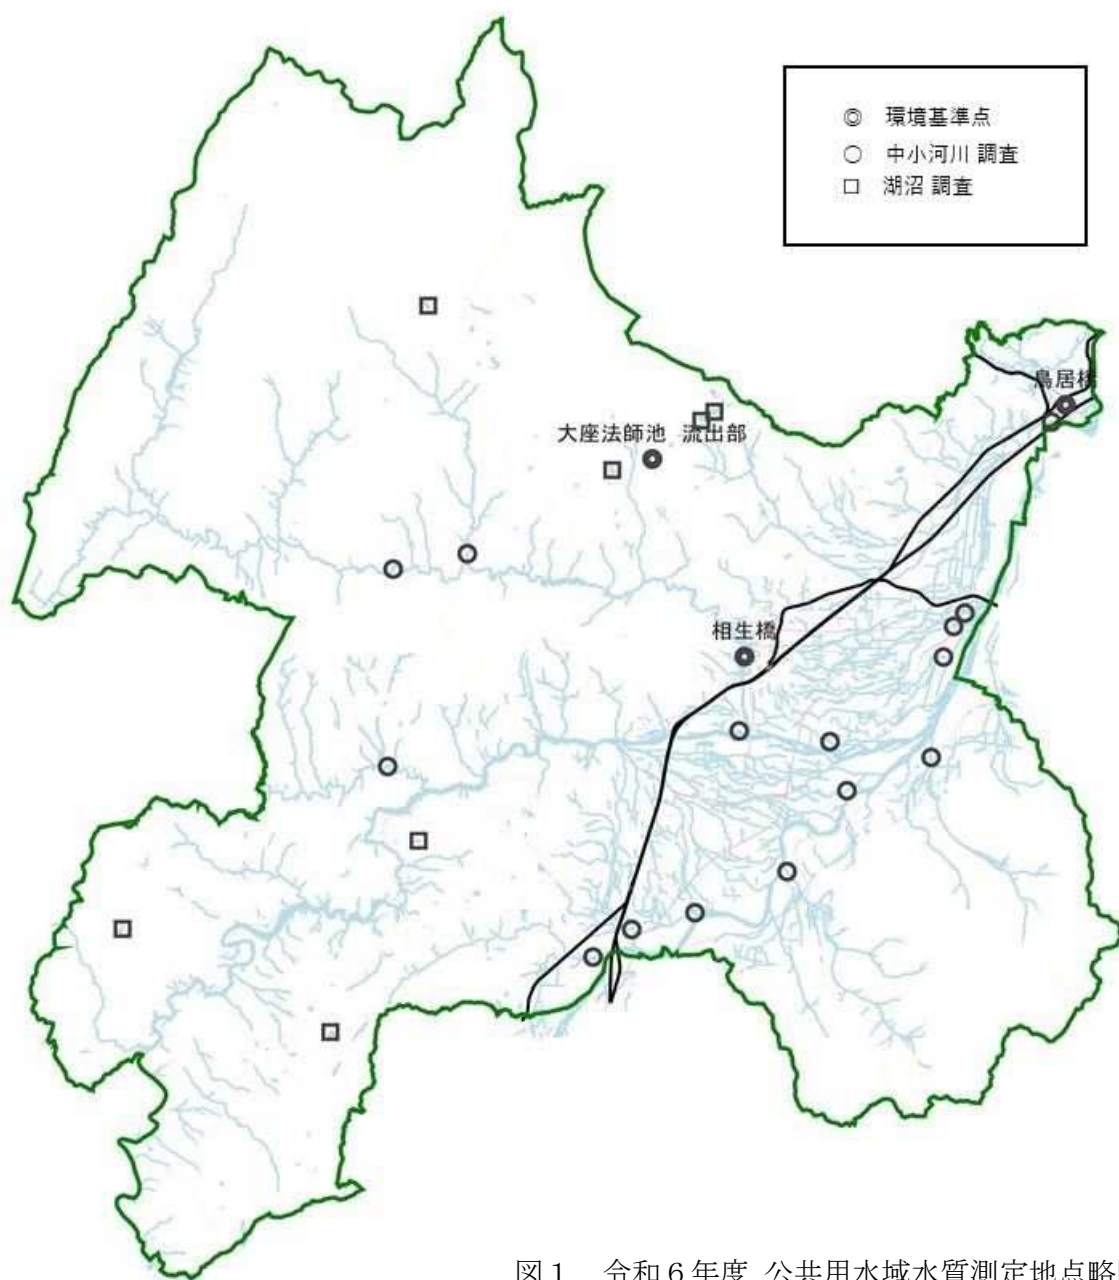 ◎ 環境基準点
○ 中小河川 調査
□ 湖沼 調査
鳥居橋
大座法師池 流出部
相生橋
図1 令和6年度 公共用水域水質測定地点略